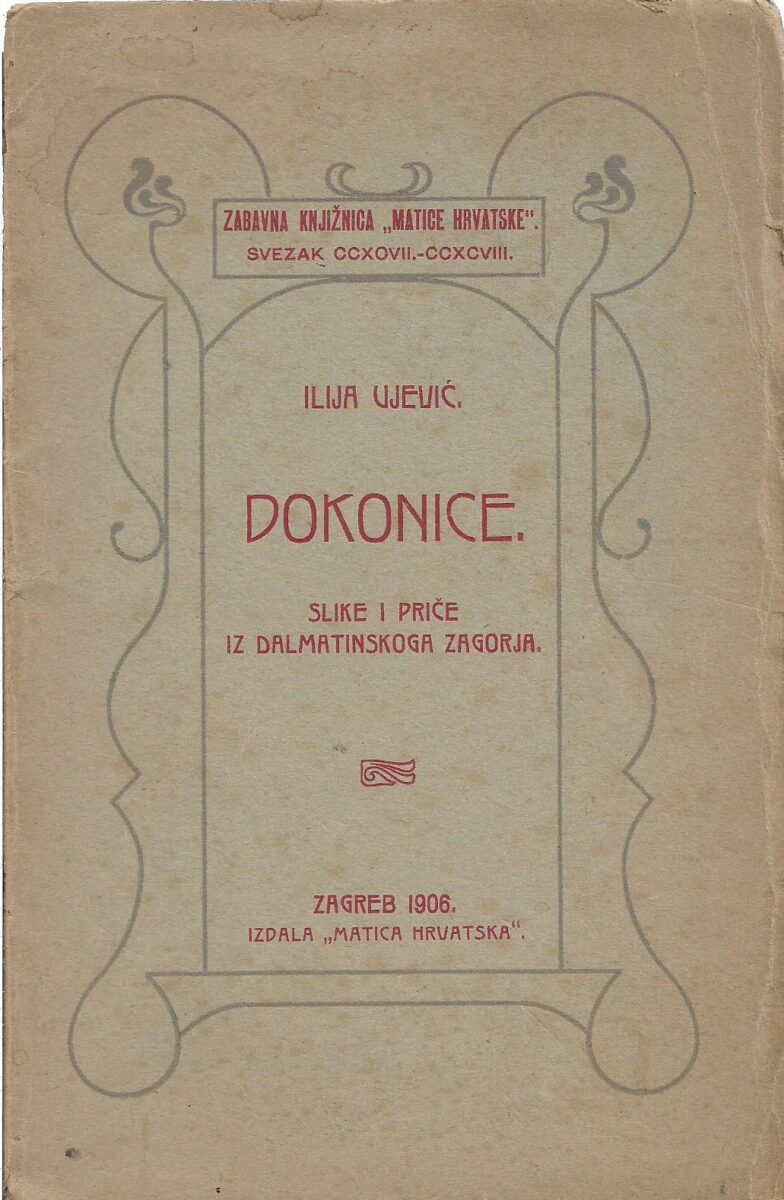 ZABAVNA KNJIŽNICA „MATICE HRVATSKE“.
SVEZAK CCXCVII.-CCXCVIII.
ILIJA UJEVIĆ.
DOKONICE.
SLIKE I PRIČE
IZ DALMATINSKOGA ZAGORJA.
ZAGREB 1906.
IZDALA „MATICA HRVATSKA“.